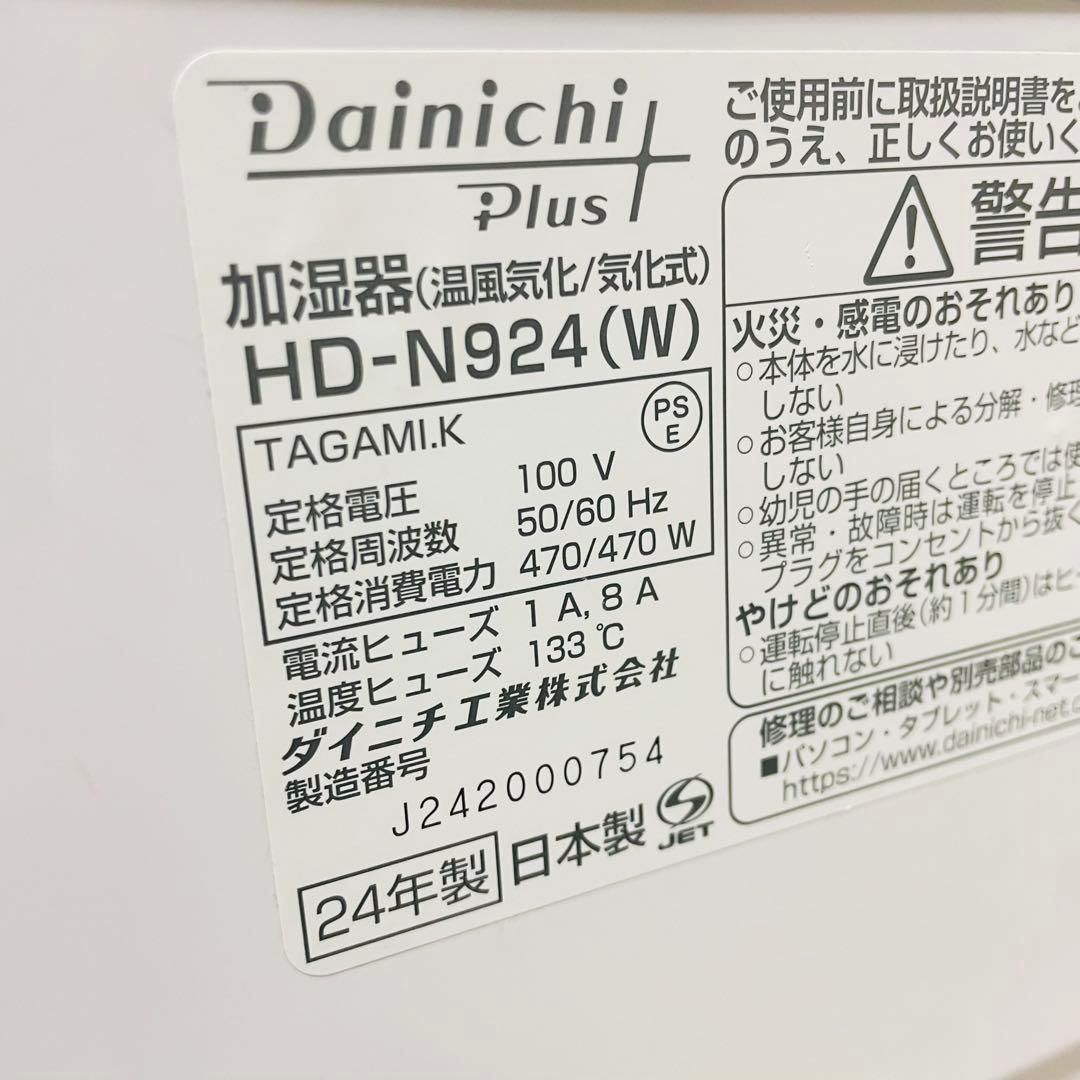 Dainichi
Plus
加湿器(温風気化/気化式)
HD-N924(W)
TAGAMI.K
PS
E
定格電圧 100 V
定格周波数 50/60 Hz
定格消費電力 470/470 W
電流ヒューズ 1 A, 8 A
温度ヒューズ 133 ℃
ダイニチ工業株式会社
製造番号
J242000754
24年製 日本製 JET
ご使用前に取扱説明書を
のうえ、正しくお使いく
警告
火災・感電のおそれあり
○本体を水に浸けたり、水など
しない
○お客様自身による分解・修理
しない
○幼児の手の届くところでは使
○異常・故障時は運転を停止
プラグをコンセントから抜く
やけどのおそれあり
○運転停止直後(約1分間)はヒー
に触れない
修理のご相談や別売部品のご
■パソコン・タブレット・スマー
https://www.dainichi-net.c